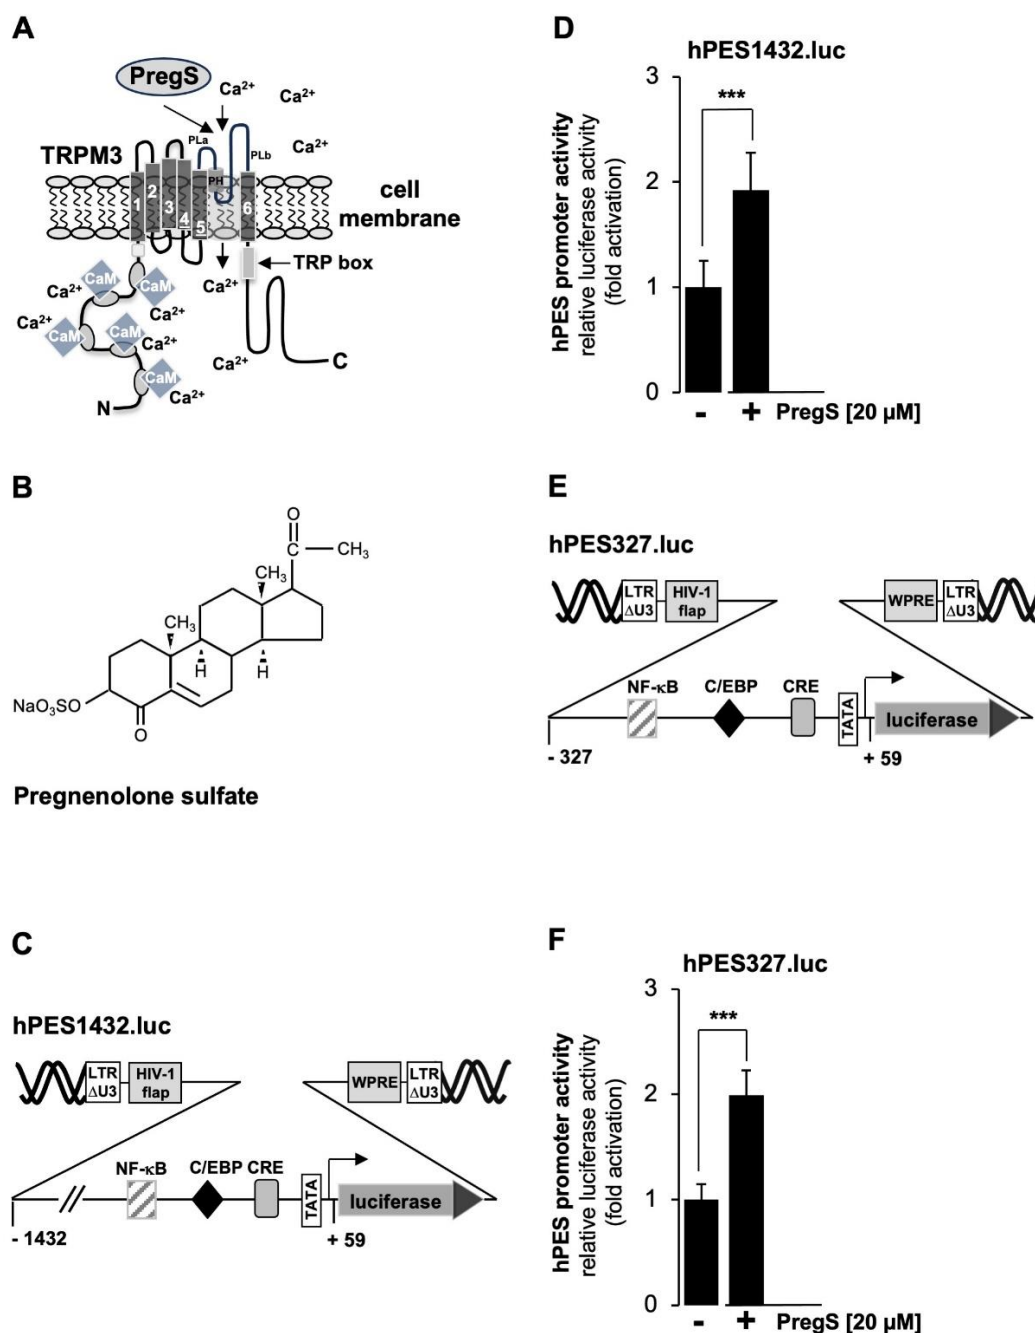 A
PregS
Ca²⁺
Ca²⁺
Ca²⁺
TRPM3
PLa
PLb
PH
1
2
3
4
5
6
cell
membrane
TRP box
Ca²⁺
CaM
CaM
Ca²⁺
Ca²⁺
Ca²⁺
CaM
CaM
Ca²⁺
CaM
Ca²⁺
Ca²⁺
N
C
B
O
C
CH₃
CH₃
CH₃
H
H
NaO₃SO
O
Pregnenolone sulfate
C
hPES1432.luc
LTR
ΔU3
HIV-1
flap
WPRE
LTR
ΔU3
NF-κB
C/EBP
CRE
TATA
luciferase
- 1432
+ 59
D
hPES1432.luc
3
2
1
0
***
hPES promoter activity
relative luciferase activity
(fold activation)
- + PregS [20 µM]
E
hPES327.luc
LTR
ΔU3
HIV-1
flap
WPRE
LTR
ΔU3
NF-κB
C/EBP
CRE
TATA
luciferase
- 327
+ 59
F
hPES327.luc
3
2
1
0
***
hPES promoter activity
relative luciferase activity
(fold activation)
- + PregS [20 µM]